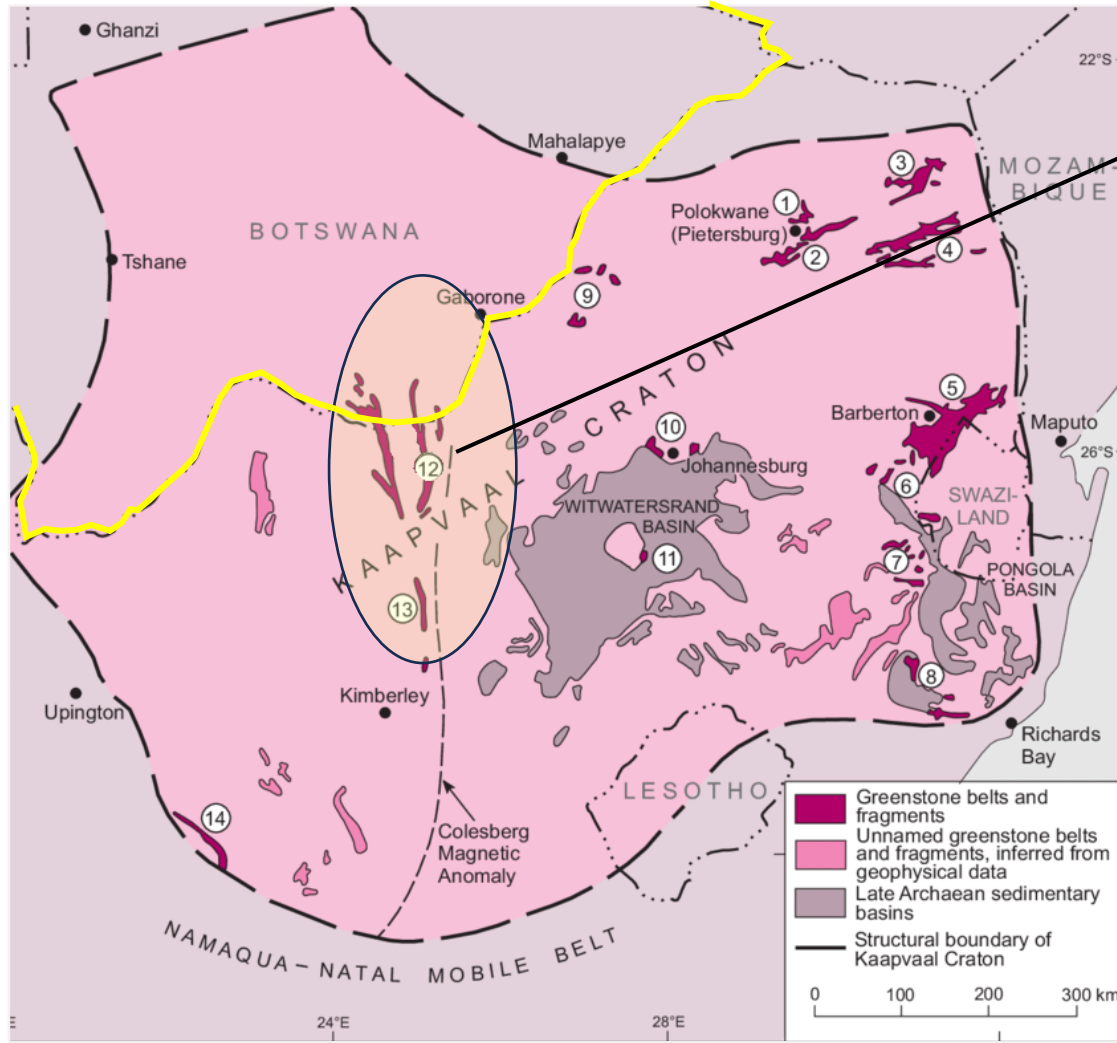 Ghanzi
22°S
Mahalapye
MOZAM-
BIQUE
3
1
Polokwane
(Pietersburg)
BOTSWANA
2
4
Tshane
9
Gaborone
CRATON
5
Barberton
Maputo
10
26°S
Johannesburg
12
KAAPVAAL
6
WITWATERSRAND
BASIN
SWAZI-
LAND
11
7
PONGOLA
BASIN
13
8
Kimberley
Upington
Richards
Bay
LESOTHO
14
Colesberg
Magnetic
Anomaly
Greenstone belts and
fragments
Unnamed greenstone belts
and fragments, inferred from
geophysical data
Late Archaean sedimentary
basins
Structural boundary of
Kaapvaal Craton
0 100 200 300 km
NAMAQUA–NATAL MOBILE BELT
E
24°E
28°E